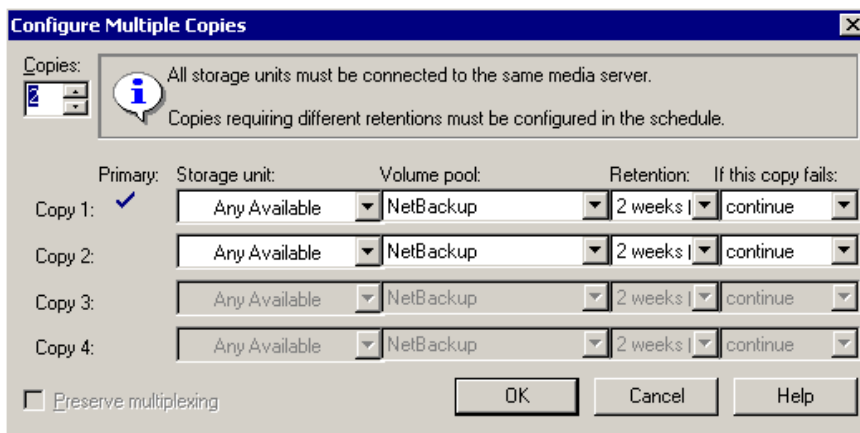 Configure Multiple Copies
Copies:
2
All storage units must be connected to the same media server.
Copies requiring different retentions must be configured in the schedule.
Primary: Storage unit: Volume pool: Retention: If this copy fails:
Copy 1: Any Available NetBackup 2 weeks continue
Copy 2: Any Available NetBackup 2 weeks continue
Copy 3: Any Available NetBackup 2 weeks continue
Copy 4: Any Available NetBackup 2 weeks continue
Preserve multiplexing OK Cancel Help